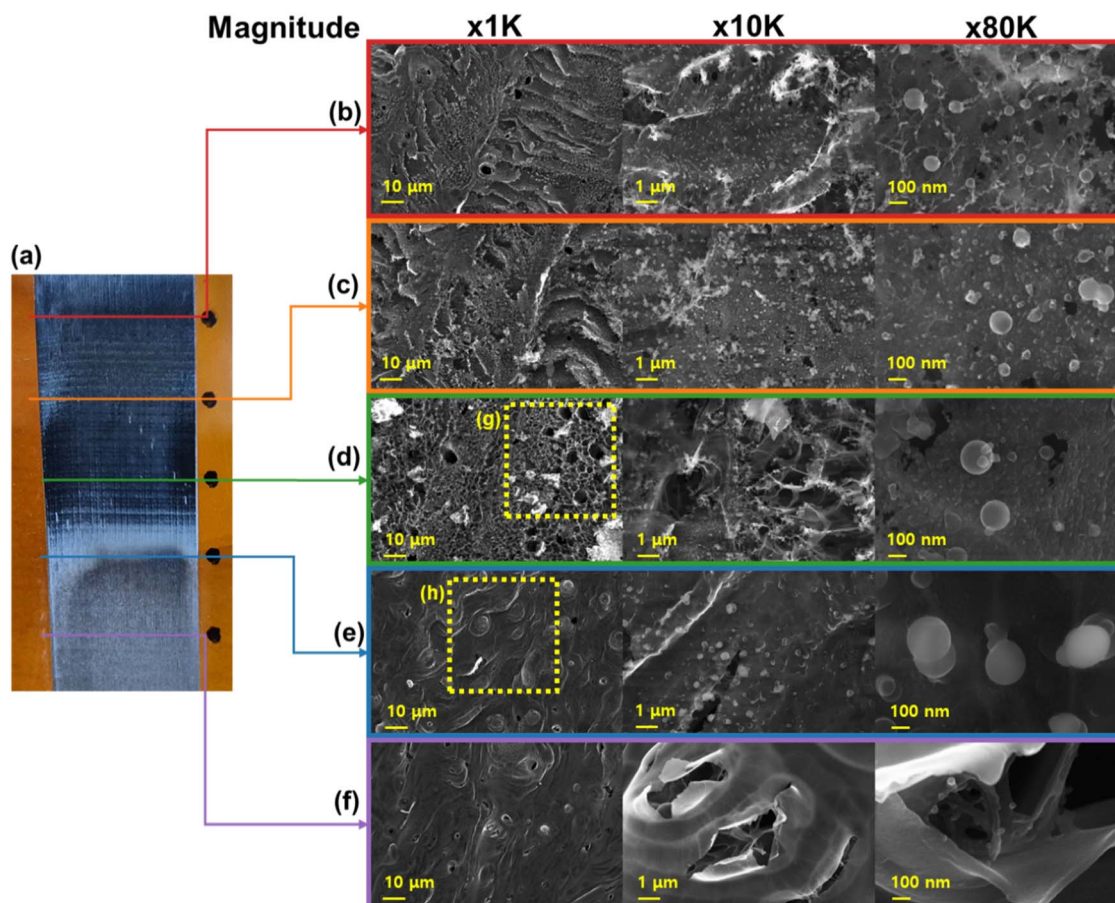 Magnitude x1K x10K x80K
(b)
10 μm 1 μm 100 nm
(a)
(c)
10 μm 1 μm 100 nm
(d)
(g)
10 μm 1 μm 100 nm
(e)
(h)
10 μm 1 μm 100 nm
(f)
10 μm 1 μm 100 nm